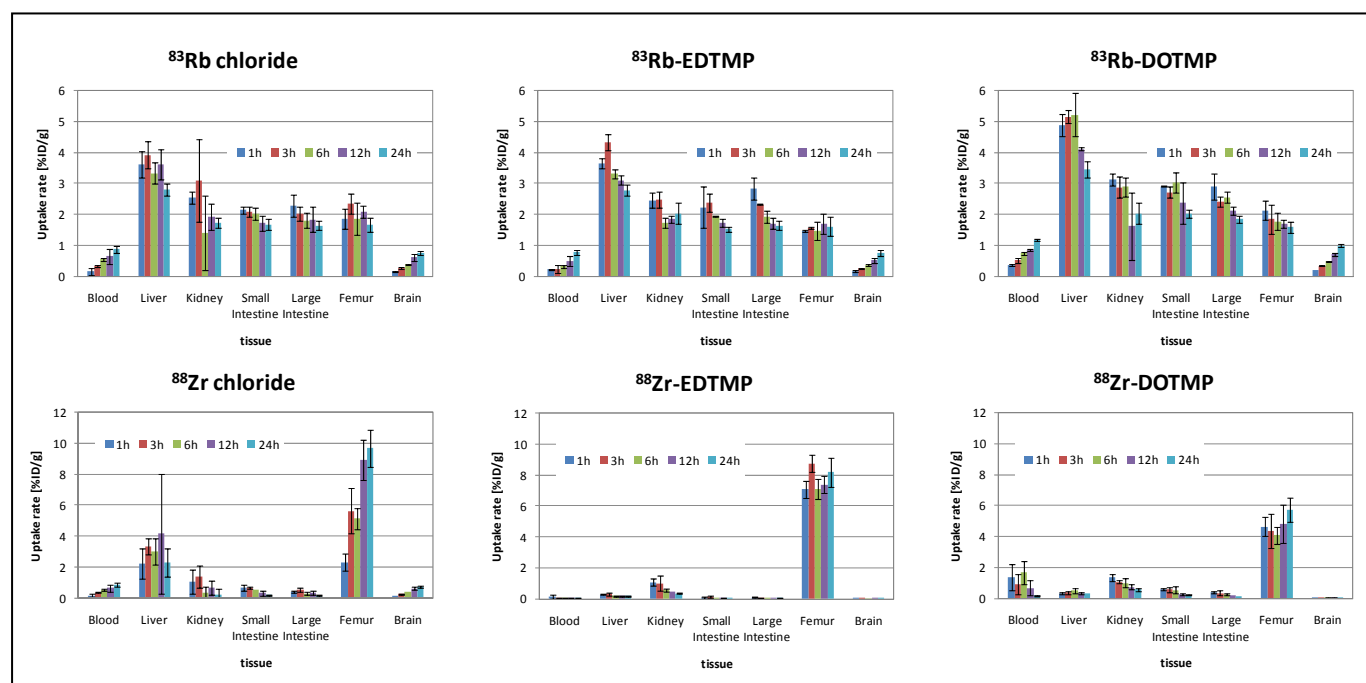 ⁸³Rb chloride
Uptake rate [%ID/g]
6
5
4
3
2
1
0
1h 3h 6h 12h 24h
Blood Liver Kidney Small Large Femur Brain
Intestine Intestine
tissue
⁸³Rb-EDTMP
Uptake rate [%ID/g]
6
5
4
3
2
1
0
1h 3h 6h 12h 24h
Blood Liver Kidney Small Large Femur Brain
Intestine Intestine
tissue
⁸³Rb-DOTMP
Uptake rate [%ID/g]
6
5
4
3
2
1
0
1h 3h 6h 12h 24h
Blood Liver Kidney Small Large Femur Brain
Intestine Intestine
tissue
⁸⁸Zr chloride
Uptake rate [%ID/g]
12
10
8
6
4
2
0
1h 3h 6h 12h 24h
Blood Liver Kidney Small Large Femur Brain
Intestine Intestine
tissue
⁸⁸Zr-EDTMP
Uptake rate [%ID/g]
12
10
8
6
4
2
0
1h 3h 6h 12h 24h
Blood Liver Kidney Small Large Femur Brain
Intestine Intestine
tissue
⁸⁸Zr-DOTMP
Uptake rate [%ID/g]
12
10
8
6
4
2
0
1h 3h 6h 12h 24h
Blood Liver Kidney Small Large Femur Brain
Intestine Intestine
tissue